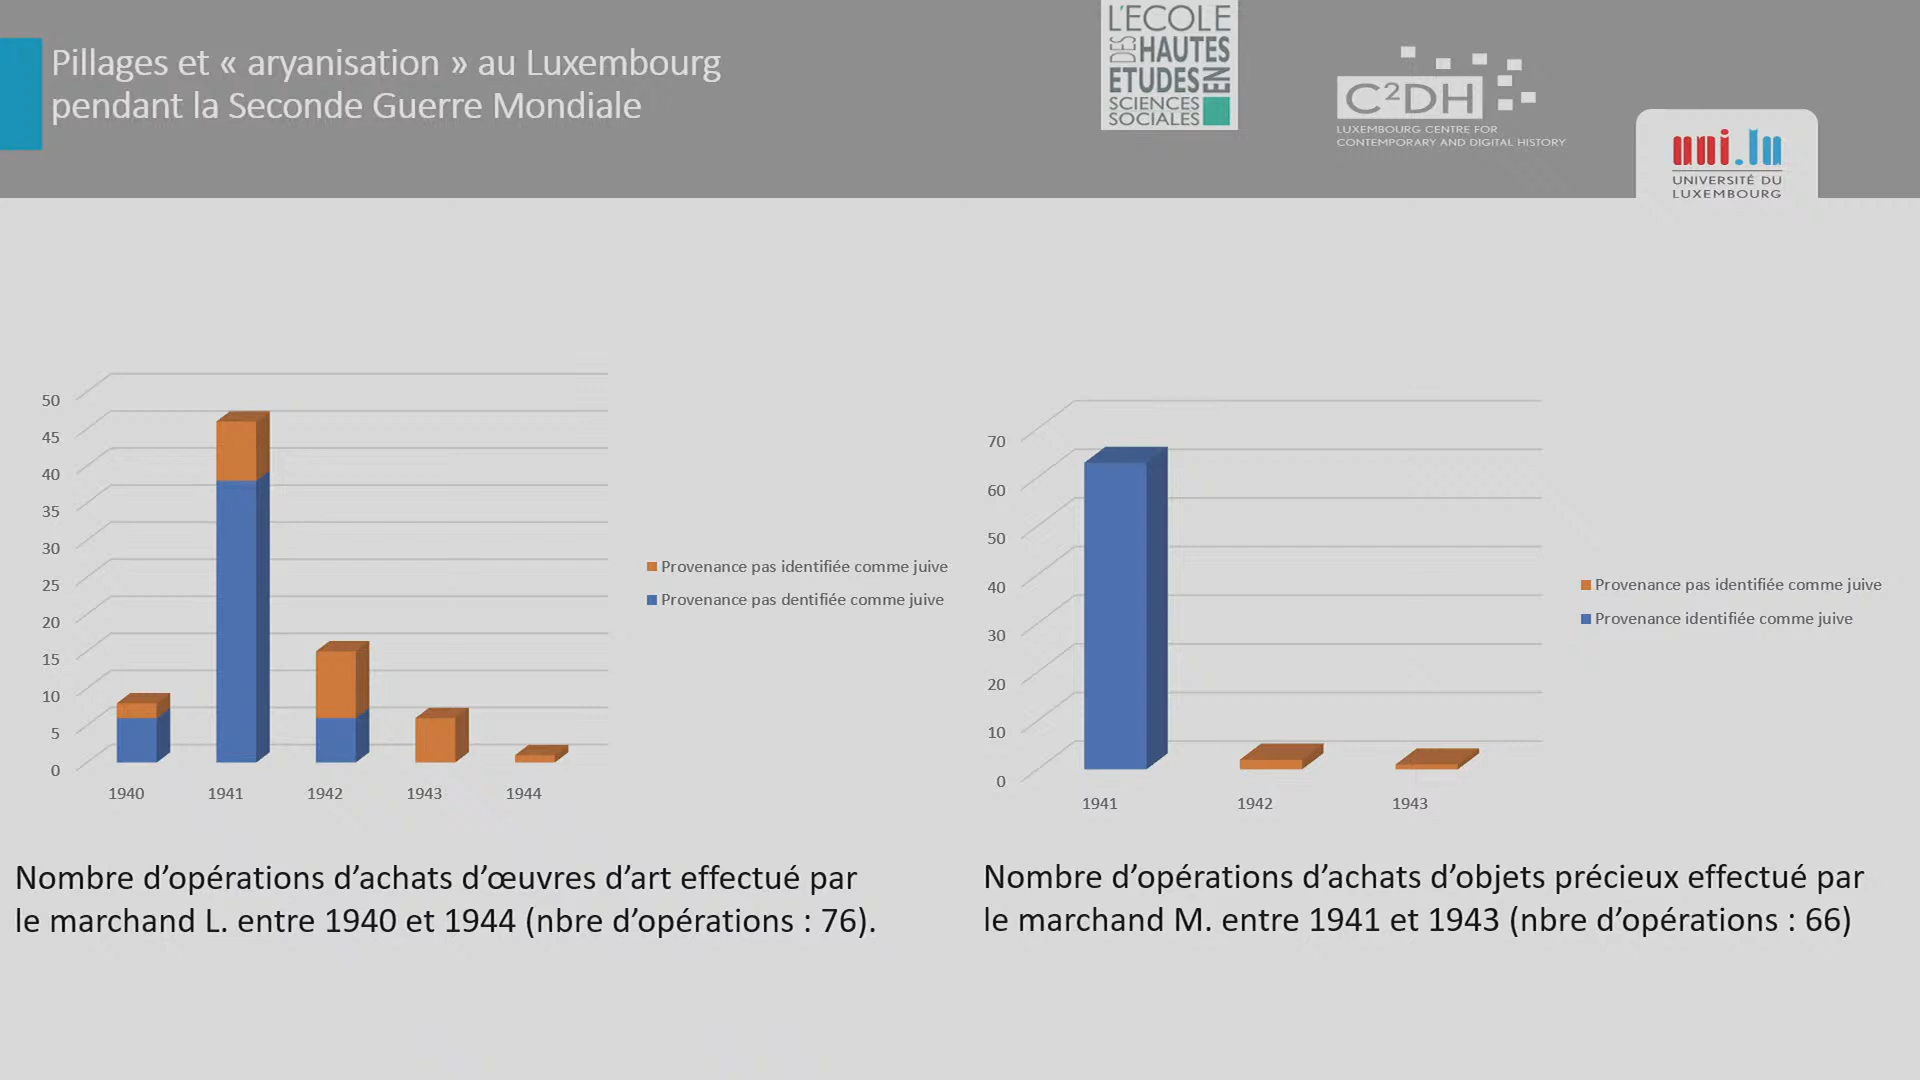 Pillages et « aryanisation » au Luxembourg
pendant la Seconde Guerre Mondiale
L'ECOLE
DES HAUTES
ETUDES EN
SCIENCES
SOCIALES
C²DH
LUXEMBOURG CENTRE FOR
CONTEMPORARY AND DIGITAL HISTORY
uni.lu
UNIVERSITÉ DU
LUXEMBOURG
50
45
40
35
30
25
20
15
10
5
0
1940 1941 1942 1943 1944
Provenance pas identifiée comme juive
Provenance pas dentifiée comme juive
Nombre d’opérations d’achats d’œuvres d’art effectué par
le marchand L. entre 1940 et 1944 (nbre d’opérations : 76).
70
60
50
40
30
20
10
0
1941 1942 1943
Provenance pas identifiée comme juive
Provenance identifiée comme juive
Nombre d’opérations d’achats d’objets précieux effectué par
le marchand M. entre 1941 et 1943 (nbre d’opérations : 66)